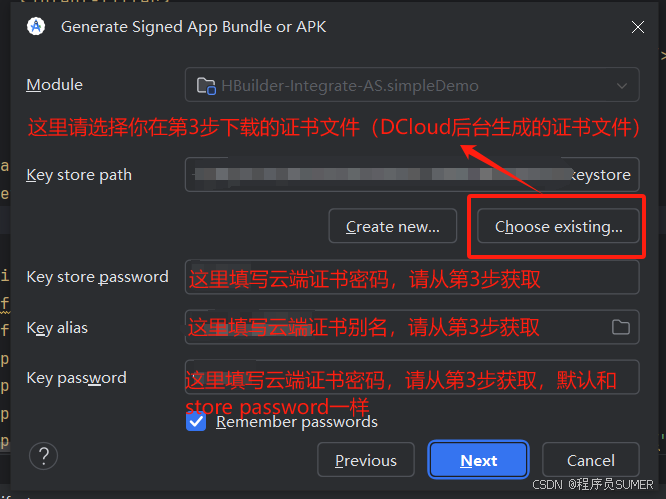 Generate Signed App Bundle or APK
Module
HBuilder-Integrate-AS.simpleDemo
这里请选择你在第3步下载的证书文件（DCloud后台生成的证书文件）
Key store path
keystore
Create new...
Choose existing...
Key store password
这里填写云端证书密码，请从第3步获取
Key alias
这里填写云端证书别名，请从第3步获取
Key password
这里填写云端证书密码，请从第3步获取，默认和
store password一样
Remember passwords
?
Previous
Next
Cancel
CSDN @程序员SUMER